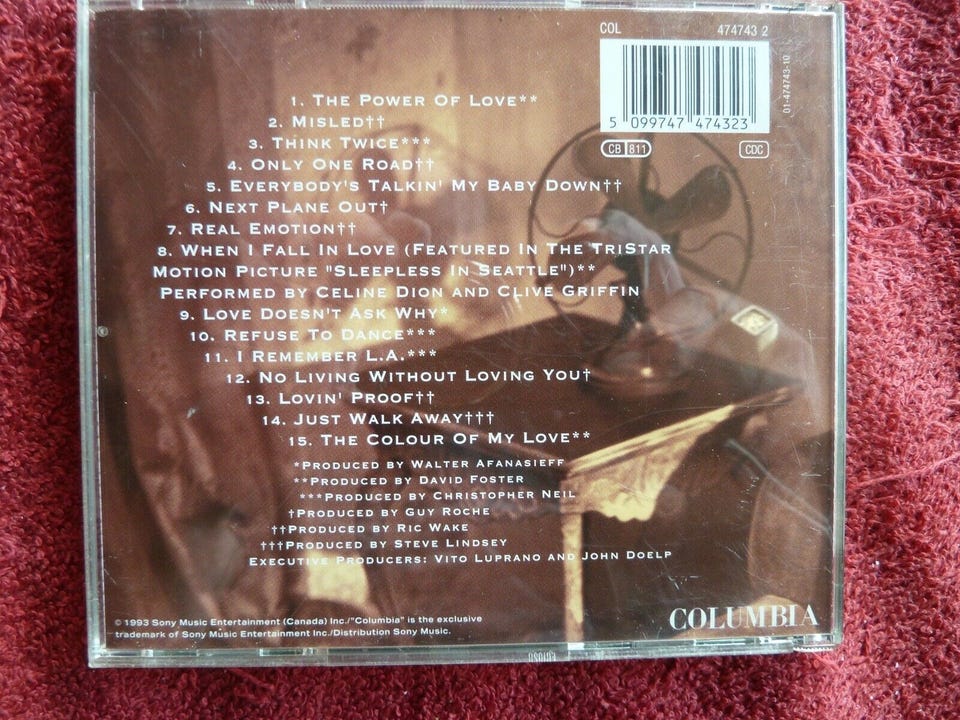 COL 474743 2
5 099747 474323
01-474743-10
CB 811
CDC
1. The Power Of Love**
2. Misled††
3. Think Twice***
4. Only One Road††
5. Everybody's Talkin' My Baby Down††
6. Next Plane Out†
7. Real Emotion††
8. When I Fall In Love (Featured In The TriStar
Motion Picture "Sleepless In Seattle")**
Performed by Celine Dion and Clive Griffin
9. Love Doesn't Ask Why*
10. Refuse To Dance***
11. I Remember L.A.***
12. No Living Without Loving You†
13. Lovin' Proof††
14. Just Walk Away†††
15. The Colour Of My Love**
*Produced by Walter Afanasieff
**Produced by David Foster
***Produced by Christopher Neil
†Produced by Guy Roche
††Produced by Ric Wake
†††Produced by Steve Lindsey
Executive Producers: Vito Luprano and John Doelp
© 1993 Sony Music Entertainment (Canada) Inc./"Columbia" is the exclusive
trademark of Sony Music Entertainment Inc./Distribution Sony Music.
COLUMBIA